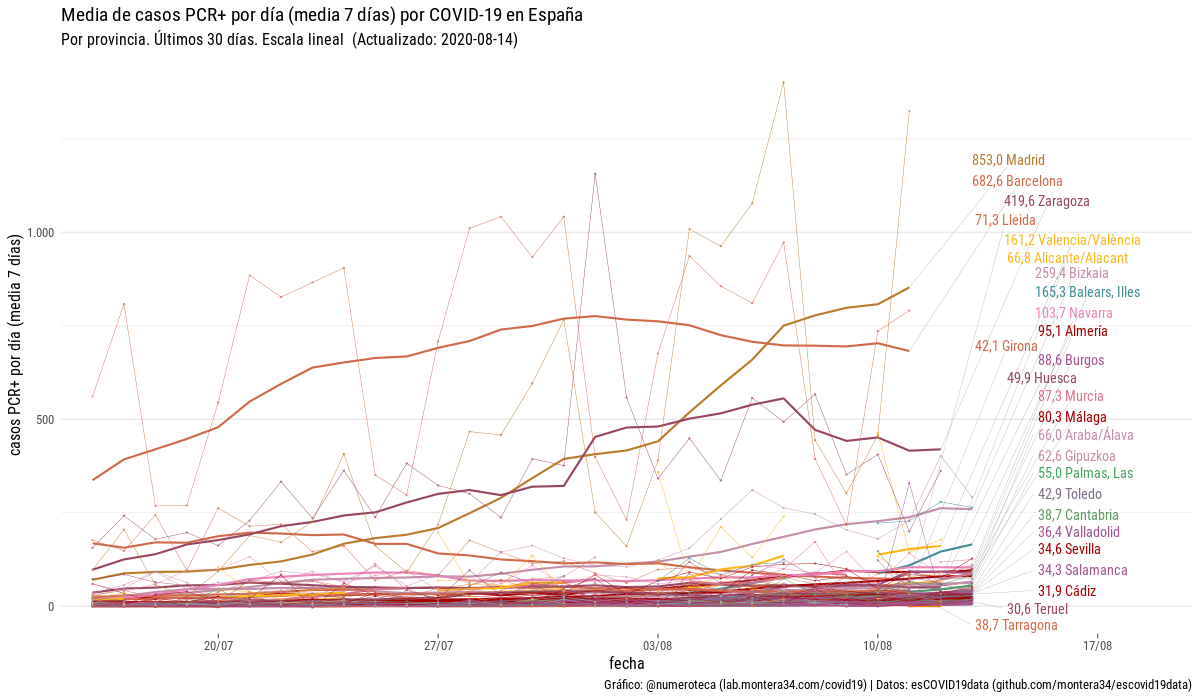 Media de casos PCR+ por día (media 7 días) por COVID-19 en España
Por provincia. Últimos 30 días. Escala lineal (Actualizado: 2020-08-14)
casos PCR+ por día (media 7 días)
1.000
500
0
853,0 Madrid
682,6 Barcelona
419,6 Zaragoza
71,3 Lleida
161,2 Valencia/València
66,8 Alicante/Alacant
259,4 Bizkaia
165,3 Balears, Illes
103,7 Navarra
95,1 Almería
42,1 Girona
88,6 Burgos
49,9 Huesca
87,3 Murcia
80,3 Málaga
66,0 Araba/Álava
62,6 Gipuzkoa
55,0 Palmas, Las
42,9 Toledo
38,7 Cantabria
36,4 Valladolid
34,6 Sevilla
34,3 Salamanca
31,9 Cádiz
30,6 Teruel
38,7 Tarragona
20/07
27/07
03/08
10/08
17/08
fecha
Gráfico: @numeroteca (lab.montera34.com/covid19) | Datos: esCOVID19data (github.com/montera34/escovid19data)